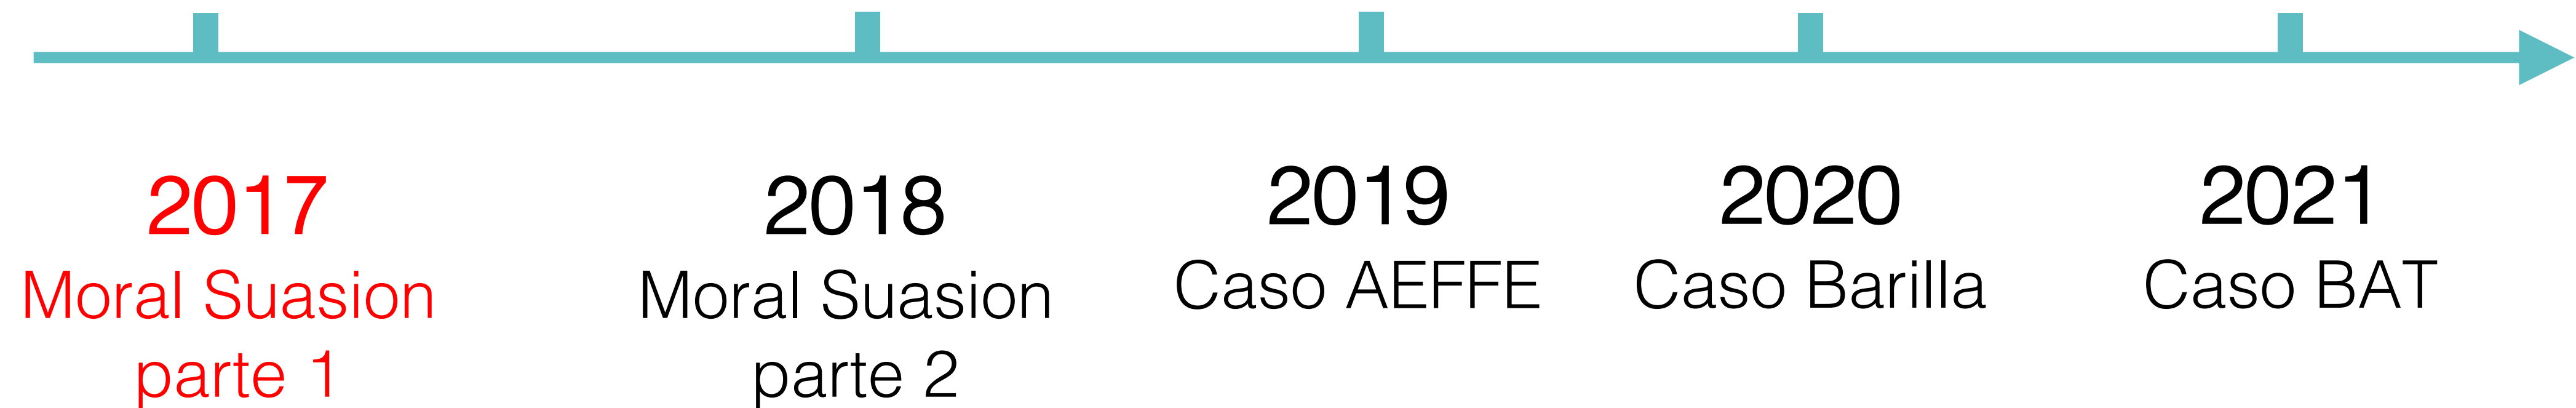 2017
Moral Suasion
parte 1
2018
Moral Suasion
parte 2
2019
Caso AEFFE
2020
Caso Barilla
2021
Caso BAT